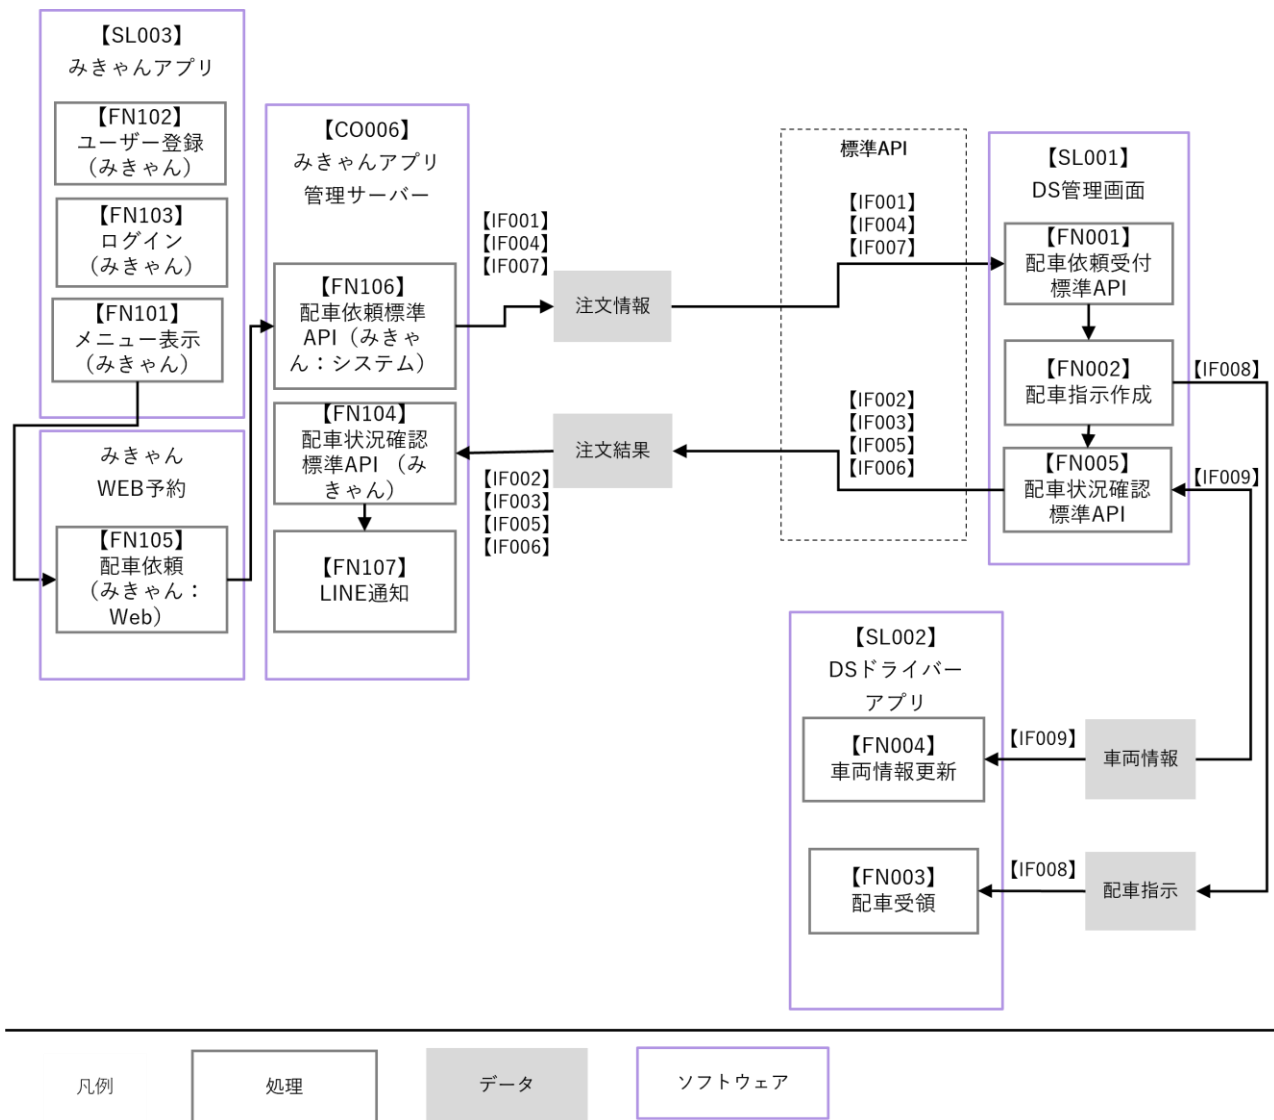 【SL003】
みきゃんアプリ
【FN102】
ユーザー登録
（みきゃん）
【FN103】
ログイン
（みきゃん）
【FN101】
メニュー表示
（みきゃん）
みきゃん
WEB予約
【FN105】
配車依頼
（みきゃん：
Web）
【CO006】
みきゃんアプリ
管理サーバー
【FN106】
配車依頼標準
API（みきゃ
ん：システム）
【FN104】
配車状況確認
標準API （み
きゃん）
【FN107】
LINE通知
【IF001】
【IF004】
【IF007】
注文情報
注文結果
【IF002】
【IF003】
【IF005】
【IF006】
標準API
【IF001】
【IF004】
【IF007】
【IF002】
【IF003】
【IF005】
【IF006】
【SL001】
DS管理画面
【FN001】
配車依頼受付
標準API
【FN002】
配車指示作成
【FN005】
配車状況確認
標準API
【IF008】
【IF009】
【SL002】
DSドライバー
アプリ
【FN004】
車両情報更新
【IF009】
車両情報
【FN003】
配車受領
【IF008】
配車指示
凡例
処理
データ
ソフトウェア